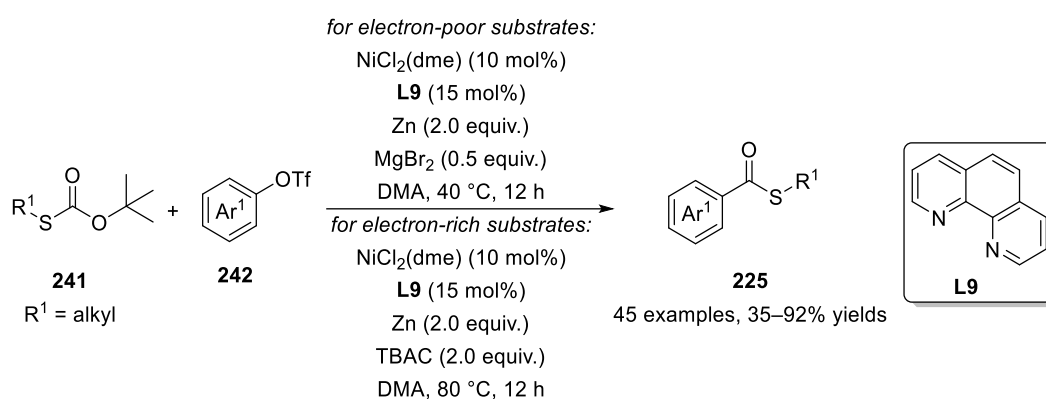 for electron-poor substrates:
NiCl2(dme) (10 mol%)
L9 (15 mol%)
Zn (2.0 equiv.)
MgBr2 (0.5 equiv.)
DMA, 40 °C, 12 h
for electron-rich substrates:
NiCl2(dme) (10 mol%)
L9 (15 mol%)
Zn (2.0 equiv.)
TBAC (2.0 equiv.)
DMA, 80 °C, 12 h
R1 S O O
241
R1 = alkyl
+
Ar1 OTf
242
Ar1 O S R1
225
45 examples, 35–92% yields
N
N
L9